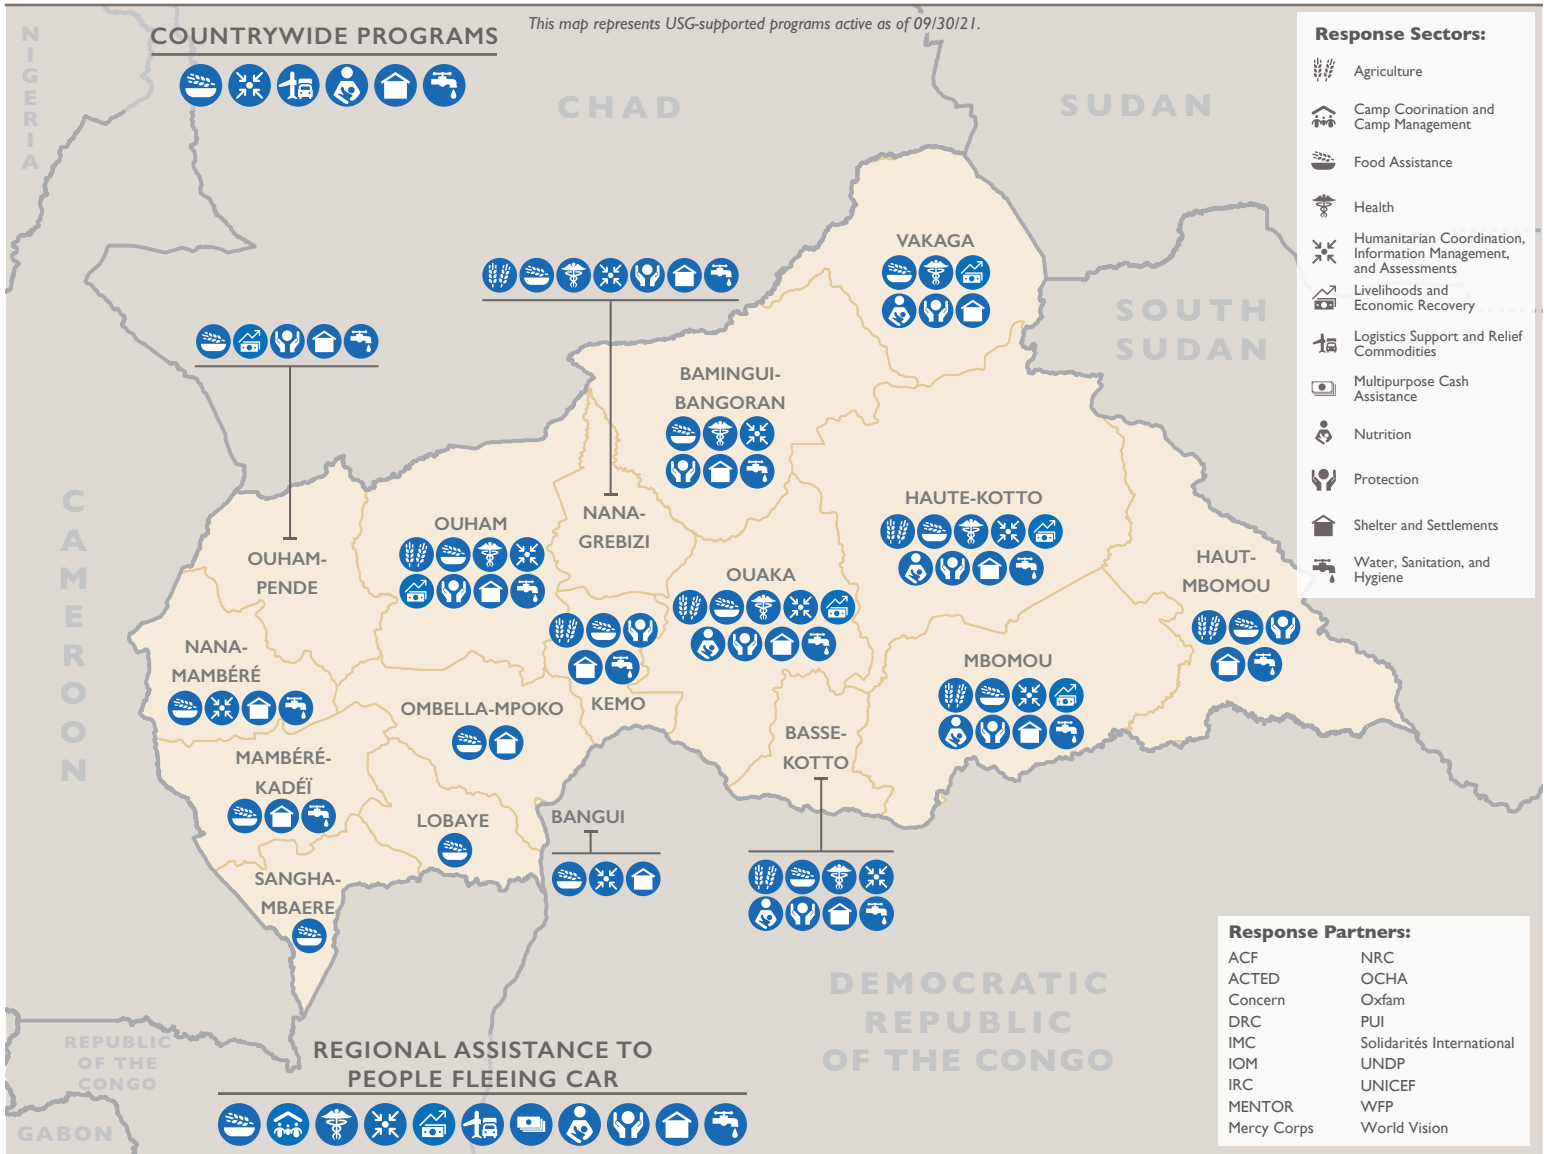 This map represents USG-supported programs active as of 09/30/21.
COUNTRYWIDE PROGRAMS
NIGERIA
CHAD
SUDAN
SOUTH
SUDAN
CAMEROON
Response Sectors:
Agriculture
Camp Coorination and
Camp Management
Food Assistance
Health
Humanitarian Coordination,
Information Management,
and Assessments
Livelihoods and
Economic Recovery
Logistics Support and Relief
Commodities
Multipurpose Cash
Assistance
Nutrition
Protection
Shelter and Settlements
Water, Sanitation, and
Hygiene
VAKAGA
BAMINGUI-
BANGORAN
HAUTE-KOTTO
NANA-
GREBIZI
OUHAM
OUHAM-
PENDE
OUAKA
HAUT-
MBOMOU
NANA-
MAMBÉRÉ
MBOMOU
KEMO
OMBELLA-MPOKO
BASSE-
KOTTO
MAMBÉRÉ-
KADÉÏ
LOBAYE
BANGUI
SANGHA-
MBAERE
DEMOCRATIC
REPUBLIC
OF THE CONGO
REPUBLIC
OF THE
CONGO
GABON
REGIONAL ASSISTANCE TO
PEOPLE FLEEING CAR
Response Partners:
ACF
ACTED
Concern
DRC
IMC
IOM
IRC
MENTOR
Mercy Corps
NRC
OCHA
Oxfam
PUI
Solidarités International
UNDP
UNICEF
WFP
World Vision